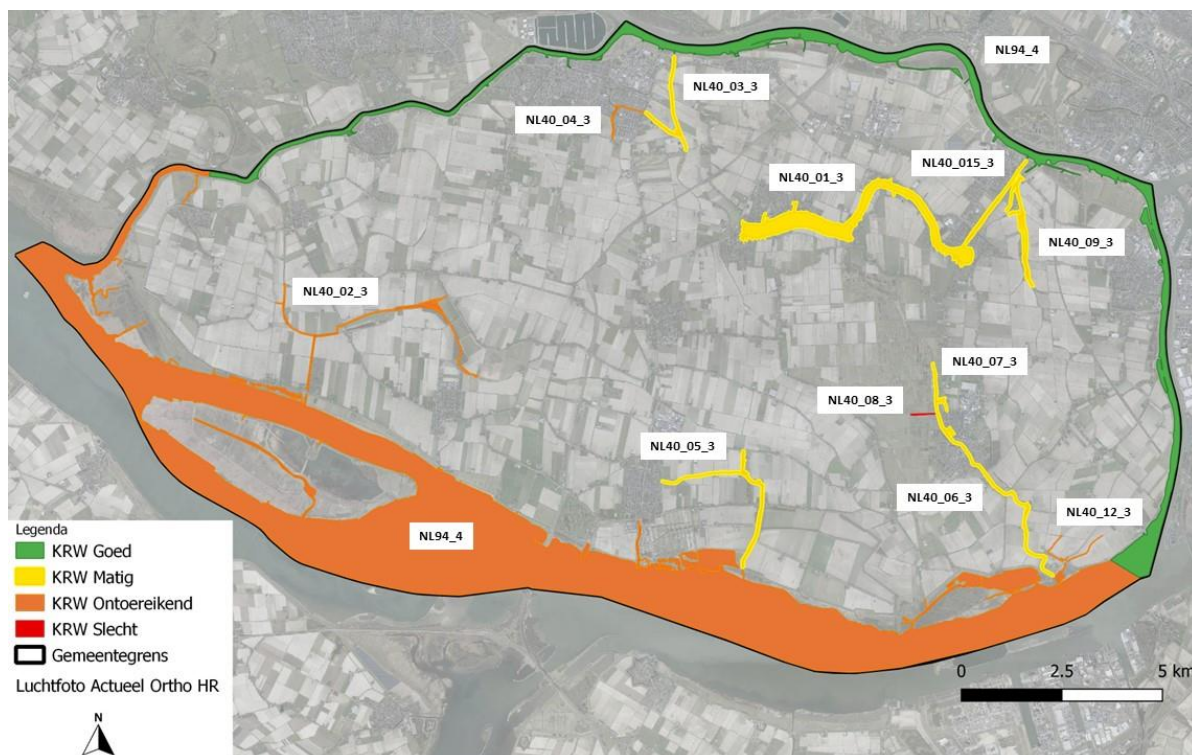 NL94_4
NL40_03_3
NL40_04_3
NL40_015_3
NL40_01_3
NL40_09_3
NL40_02_3
NL40_07_3
NL40_08_3
NL40_05_3
NL40_06_3
NL40_12_3
NL94_4
Legenda
KRW Goed
KRW Matig
KRW Ontoereikend
KRW Slecht
Gemeentegrens
Luchtfoto Actueel Ortho HR
N
0 2.5 5 km